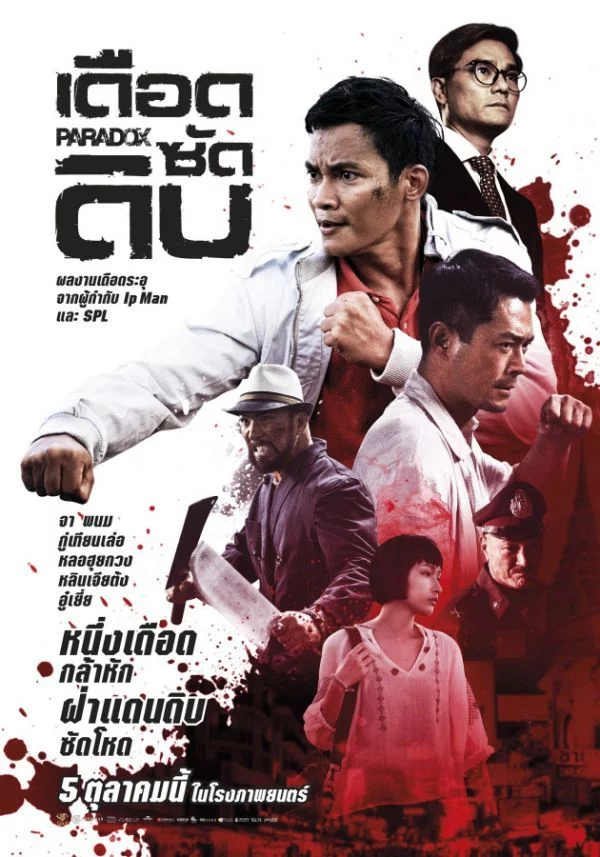 เดือด
PARADOX
ซัด
ดิบ
ผลงานเดือดระอุ
จากผู้กำกับ Ip Man
และ SPL
จา พนม
กู่เทียนเล่อ
หลอฮุยกวง
หลินเจียต้ง
อู๋เยี่ย
หนึ่งเดือด
กล้าหัก
ฝ่าแดนดิบ
ซัดโหด
5 ตุลาคมนี้ ในโรงภาพยนตร์